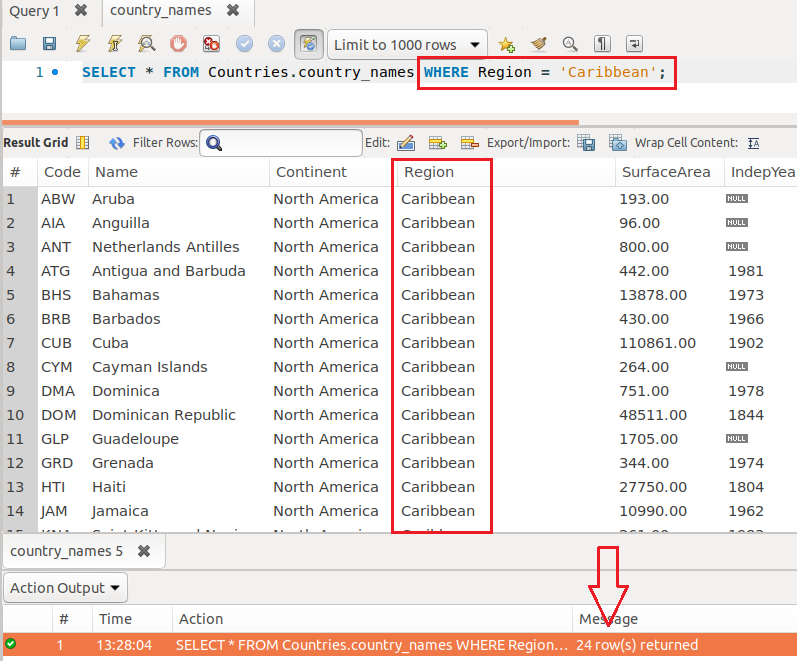 Query 1 country_names
Limit to 1000 rows
1 SELECT * FROM Countries.country_names WHERE Region = 'Caribbean';
Result Grid Filter Rows: Edit: Export/Import: Wrap Cell Content:
# Code Name Continent Region SurfaceArea IndepYea
1 ABW Aruba North America Caribbean 193.00 NULL
2 AIA Anguilla North America Caribbean 96.00 NULL
3 ANT Netherlands Antilles North America Caribbean 800.00 NULL
4 ATG Antigua and Barbuda North America Caribbean 442.00 1981
5 BHS Bahamas North America Caribbean 13878.00 1973
6 BRB Barbados North America Caribbean 430.00 1966
7 CUB Cuba North America Caribbean 110861.00 1902
8 CYM Cayman Islands North America Caribbean 264.00 NULL
9 DMA Dominica North America Caribbean 751.00 1978
10 DOM Dominican Republic North America Caribbean 48511.00 1844
11 GLP Guadeloupe North America Caribbean 1705.00 NULL
12 GRD Grenada North America Caribbean 344.00 1974
13 HTI Haiti North America Caribbean 27750.00 1804
14 JAM Jamaica North America Caribbean 10990.00 1962
country_names 5
Action Output
# Time Action Message
1 13:28:04 SELECT * FROM Countries.country_names WHERE Region... 24 row(s) returned